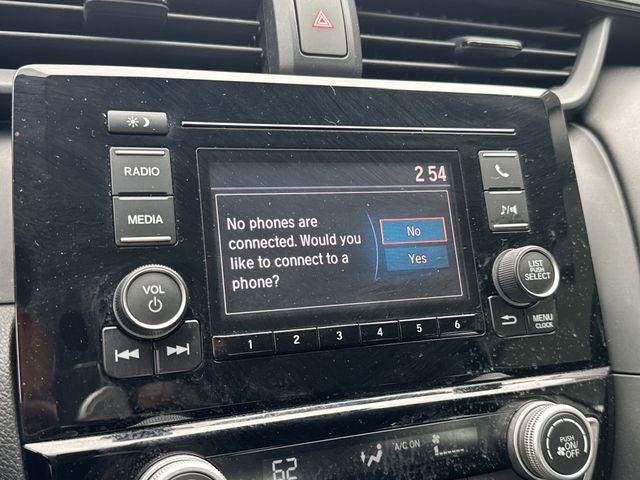 RADIO
MEDIA
VOL
2 54
No phones are
connected. Would you
like to connect to a
phone?
No
Yes
LIST
PUSH
SELECT
MENU
CLOCK
1 2 3 4 5 6
62
A/C ON
PUSH
ON/
OFF